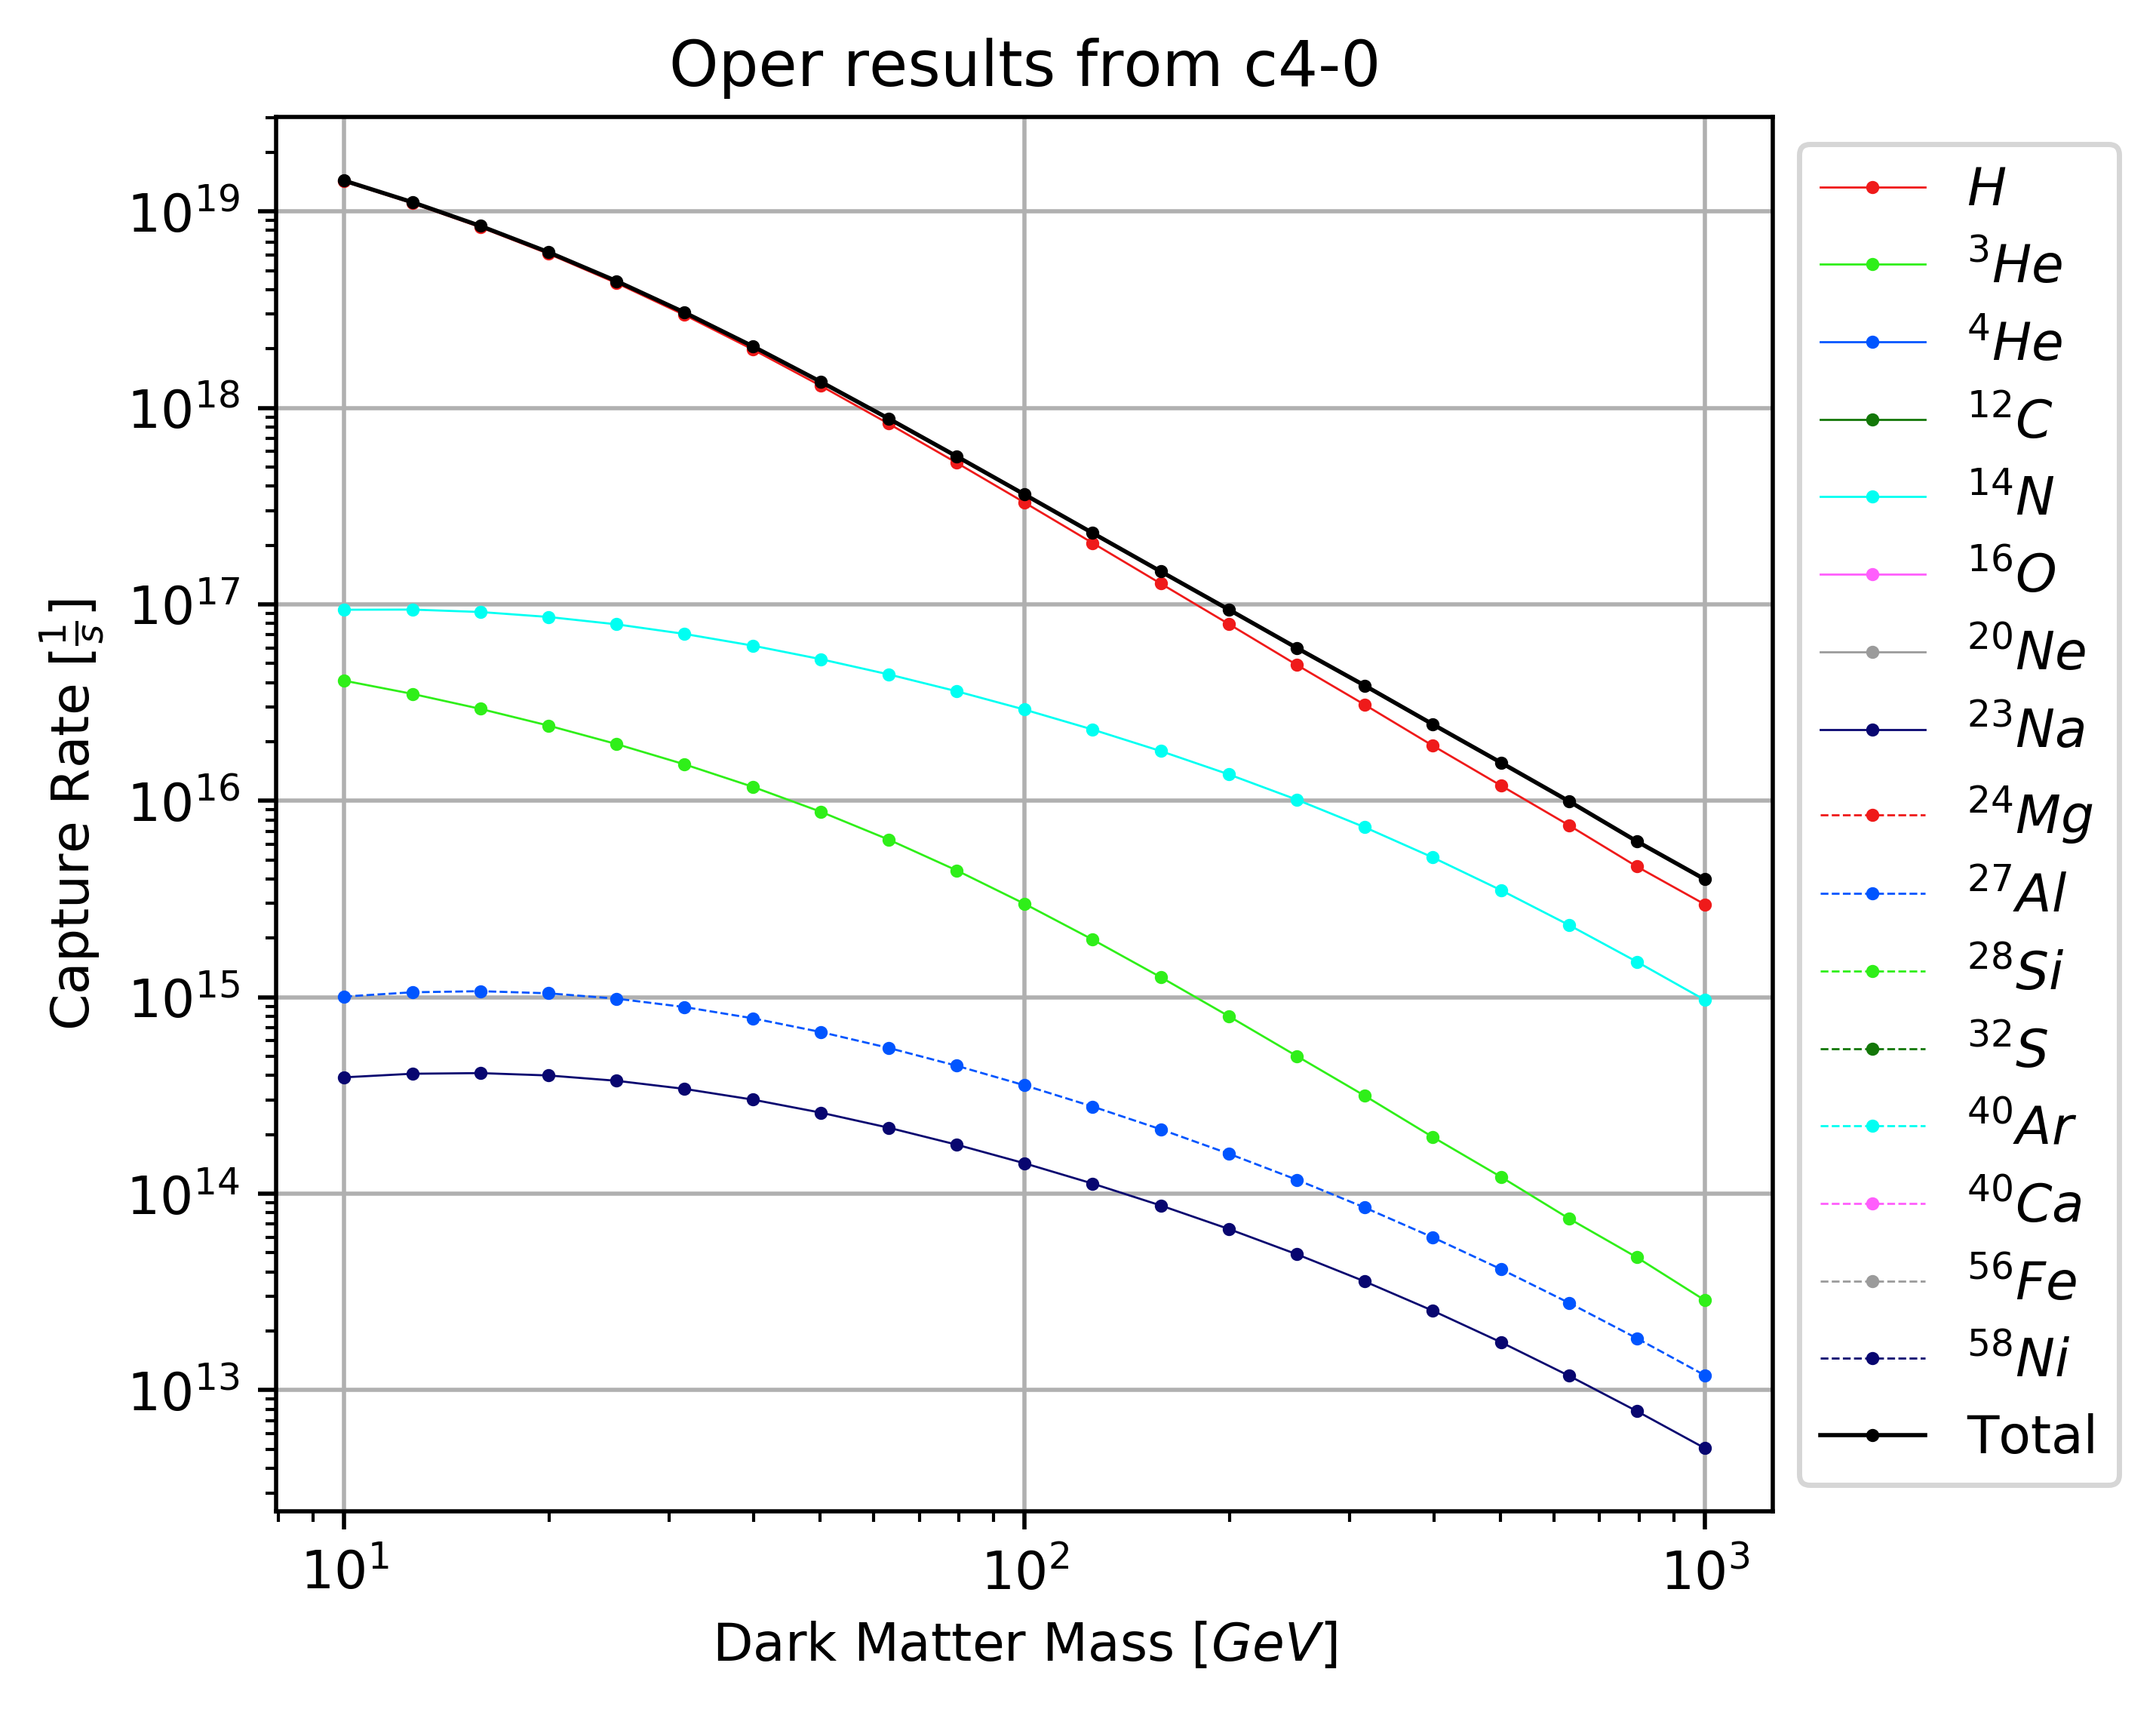 Oper results from c4-0
Capture Rate [1/s]
10^19
10^18
10^17
10^16
10^15
10^14
10^13
10^1
10^2
10^3
Dark Matter Mass [GeV]
H
^3He
^4He
^12C
^14N
^16O
^20Ne
^23Na
^24Mg
^27Al
^28Si
^32S
^40Ar
^40Ca
^56Fe
^58Ni
Total